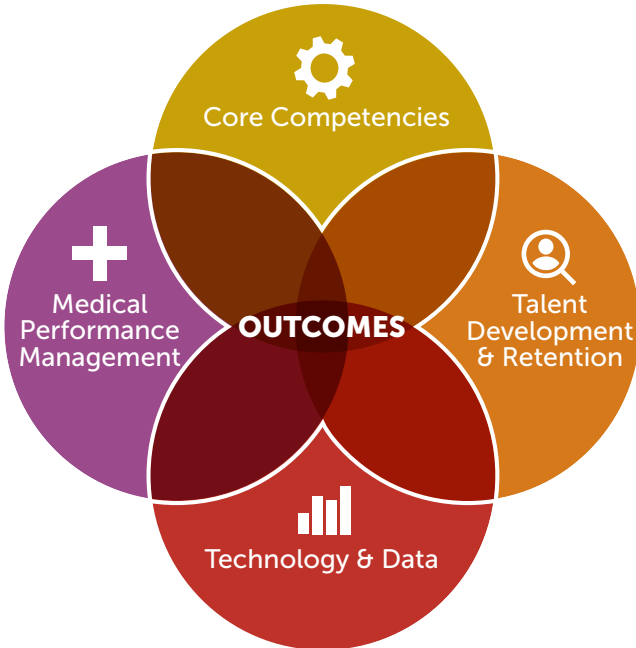 Core Competencies
Medical
Performance
Management
OUTCOMES
Talent
Development
& Retention
Technology & Data